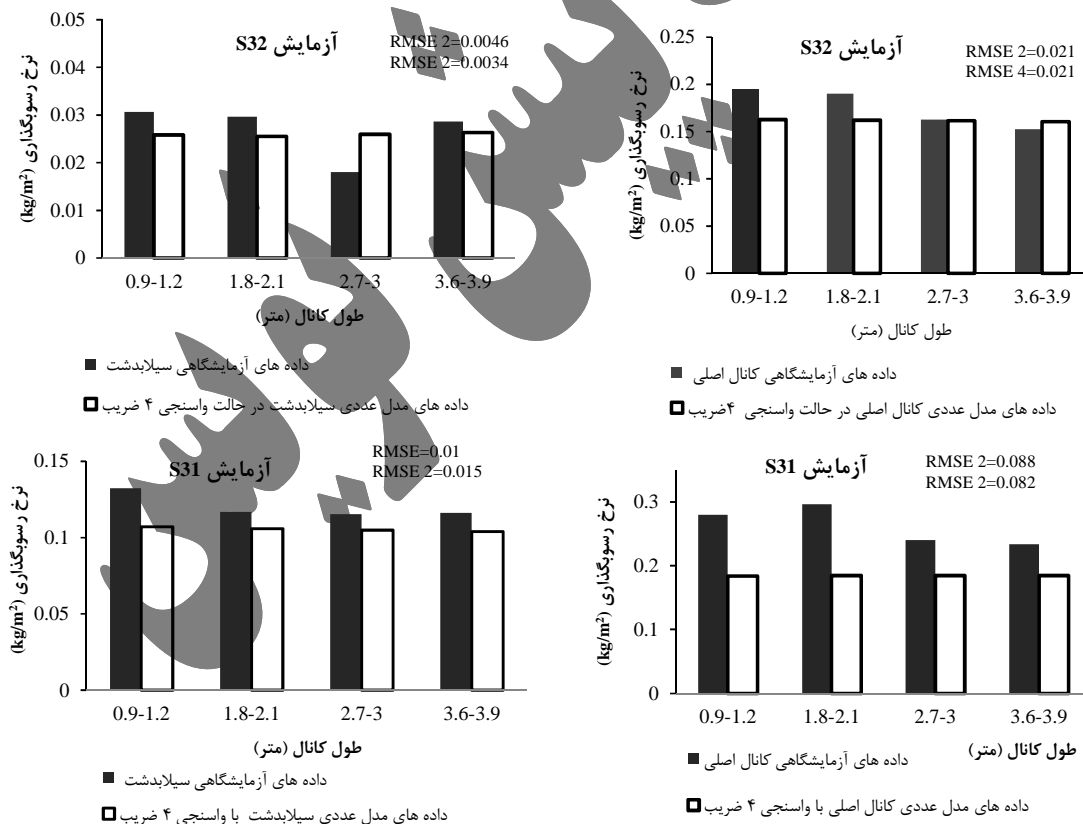 آزمایش S32
RMSE 2=0.0046
RMSE 2=0.0034
نرخ رسوبگذاری (kg/m²)
0.05
0.04
0.03
0.02
0.01
0
0.9-1.2 1.8-2.1 2.7-3 3.6-3.9
طول کانال (متر)
داده های آزمایشگاهی سیلابدشت
داده های مدل عددی سیلابدشت در حالت واسنجی ۴ ضریب
آزمایش S32
RMSE 2=0.021
RMSE 4=0.021
نرخ رسوبگذاری (kg/m²)
0.25
0.2
0.15
0.1
0.05
0
0.9-1.2 1.8-2.1 2.7-3 3.6-3.9
طول کانال (متر)
داده های آزمایشگاهی کانال اصلی
داده های مدل عددی کانال اصلی در حالت واسنجی ۴ضریب
آزمایش S31
RMSE=0.01
RMSE 2=0.015
نرخ رسوبگذاری (kg/m²)
0.15
0.1
0.05
0
0.9-1.2 1.8-2.1 2.7-3 3.6-3.9
طول کانال (متر)
داده های آزمایشگاهی سیلابدشت
داده های مدل عددی سیلابدشت با واسنجی ۴ ضریب
آزمایش S31
RMSE 2=0.088
RMSE 2=0.082
نرخ رسوبگذاری (kg/m²)
0.3
0.2
0.1
0
0.9-1.2 1.8-2.1 2.7-3 3.6-3.9
طول کانال (متر)
داده های آزمایشگاهی کانال اصلی
داده های مدل عددی کانال اصلی با واسنجی ۴ ضریب